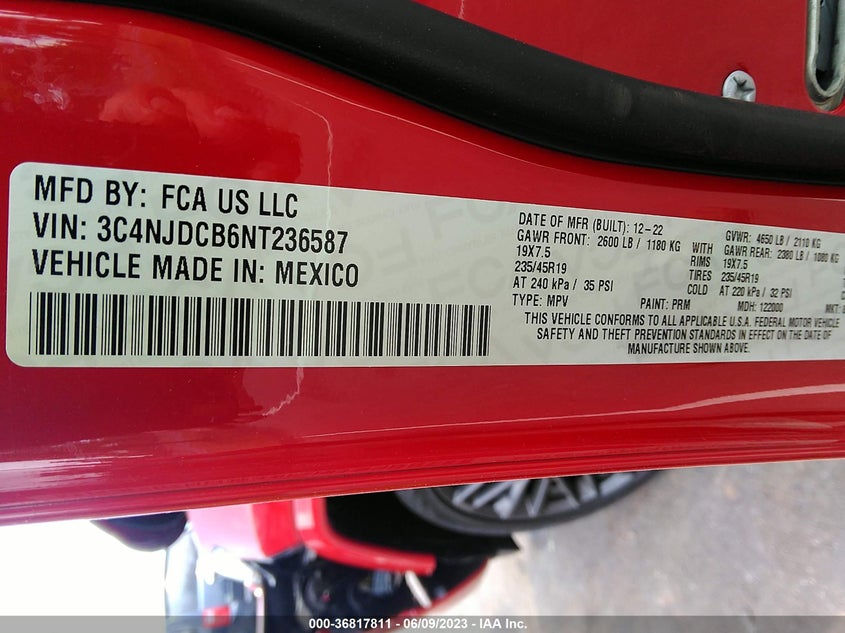 MFD BY: FCA US LLC
VIN: 3C4NJDCB6NT236587
VEHICLE MADE IN: MEXICO
DATE OF MFR (BUILT): 12-22
GAWR FRONT: 2600 LB / 1180 KG
19X7.5
235/45R19
AT 240 kPa / 35 PSI
WITH
RIMS
TIRES
COLD
GVWR: 4650 LB / 2110 KG
GAWR REAR: 2380 LB / 1080 KG
19X7.5
235/45R19
AT 220 kPa / 32 PSI
TYPE: MPV PAINT: PRM MDH: 122000 MKT:
THIS VEHICLE CONFORMS TO ALL APPLICABLE U.S.A. FEDERAL MOTOR VEHICLE
SAFETY AND THEFT PREVENTION STANDARDS IN EFFECT ON THE DATE OF
MANUFACTURE SHOWN ABOVE.
000-36817811 - 06/09/2023 - IAA Inc.